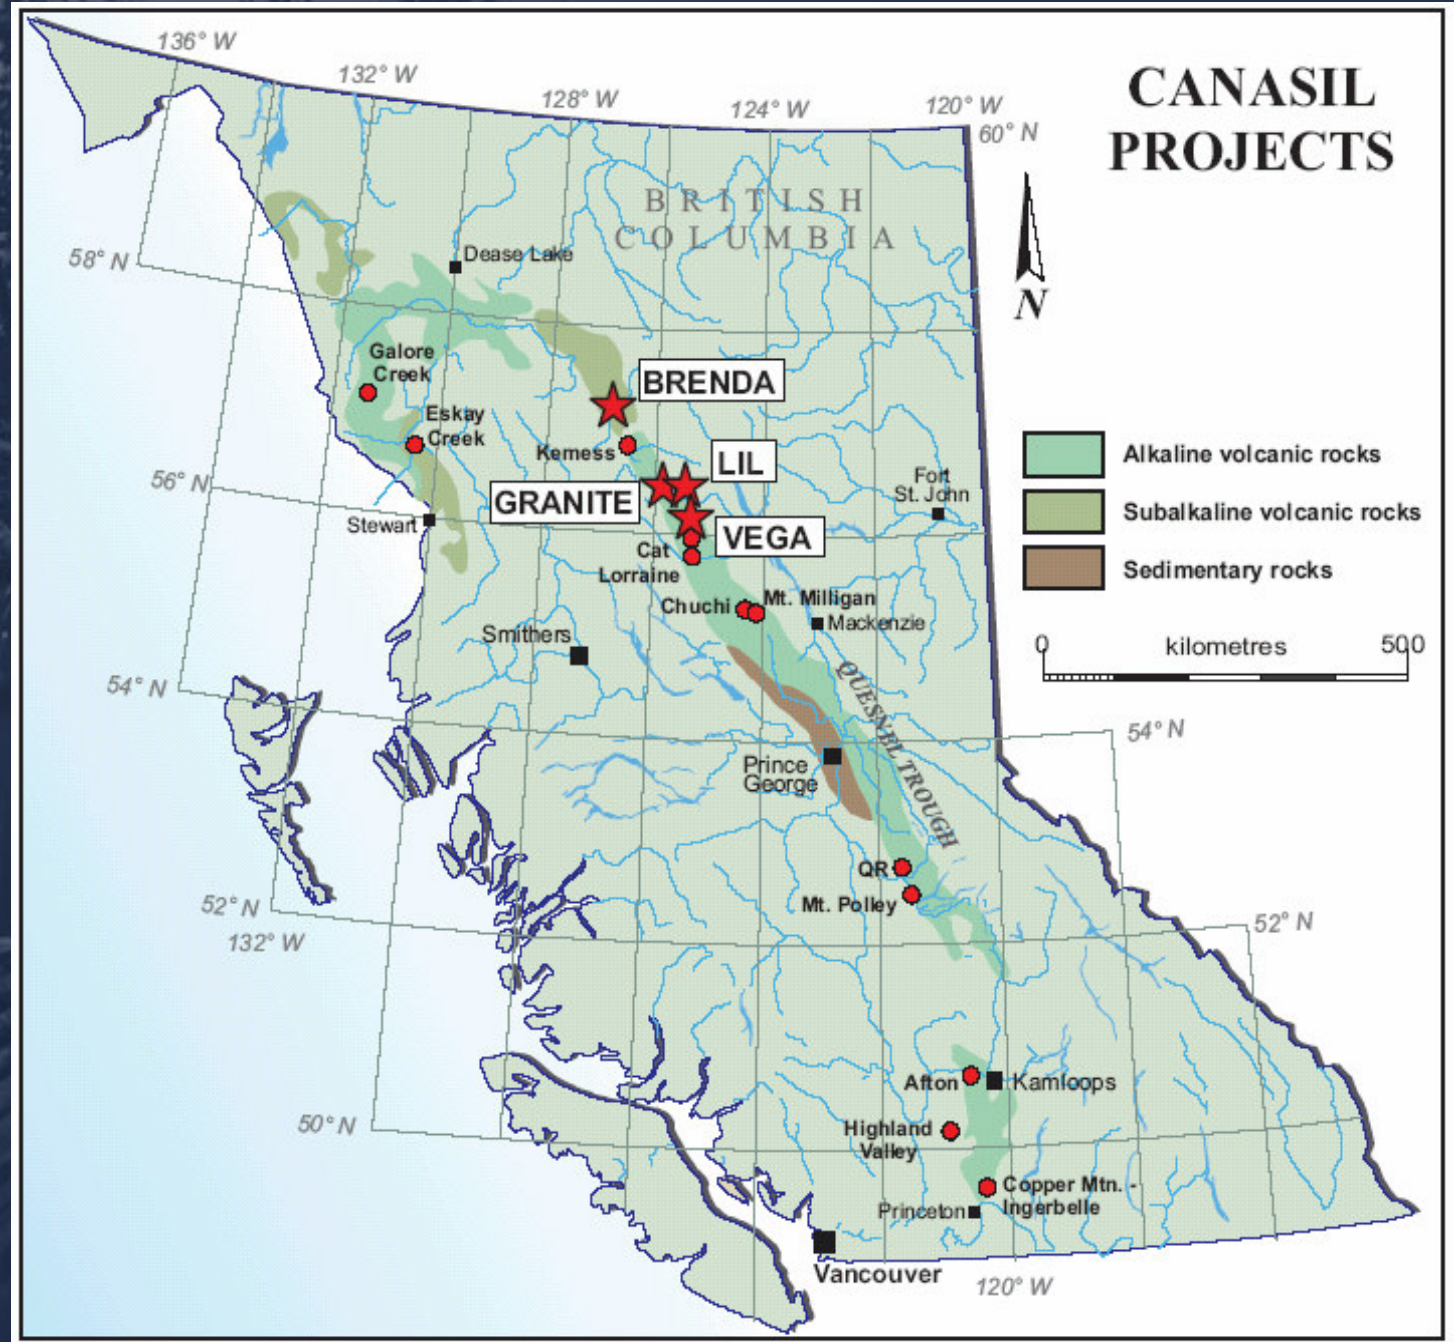 CANASIL
PROJECTS
136° W
132° W
128° W
124° W
120° W
60° N
BRITISH
COLUMBIA
N
58° N
Dease Lake
Galore
Creek
BRENDA
Eskay
Creek
Kemess
LIL
Fort
St. John
Alkaline volcanic rocks
56° N
GRANITE
Stewart
VEGA
Subalkaline volcanic rocks
Cat
Lorraine
Sedimentary rocks
Chuchi
Mt. Milligan
Mackenzie
Smithers
0
kilometres
500
54° N
QUESNEL TROUGH
54° N
Prince
George
QR
Mt. Polley
52° N
132° W
52° N
Afton
Kamloops
50° N
Highland
Valley
Copper Mtn. -
Ingerbelle
Princeton
Vancouver
120° W